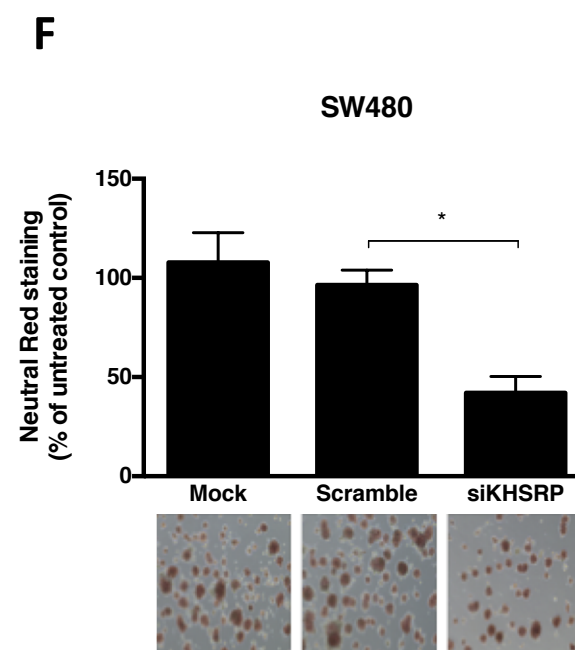 F
SW480
Neutral Red staining
(% of untreated control)
150
100
50
0
*
Mock Scramble siKHSRP